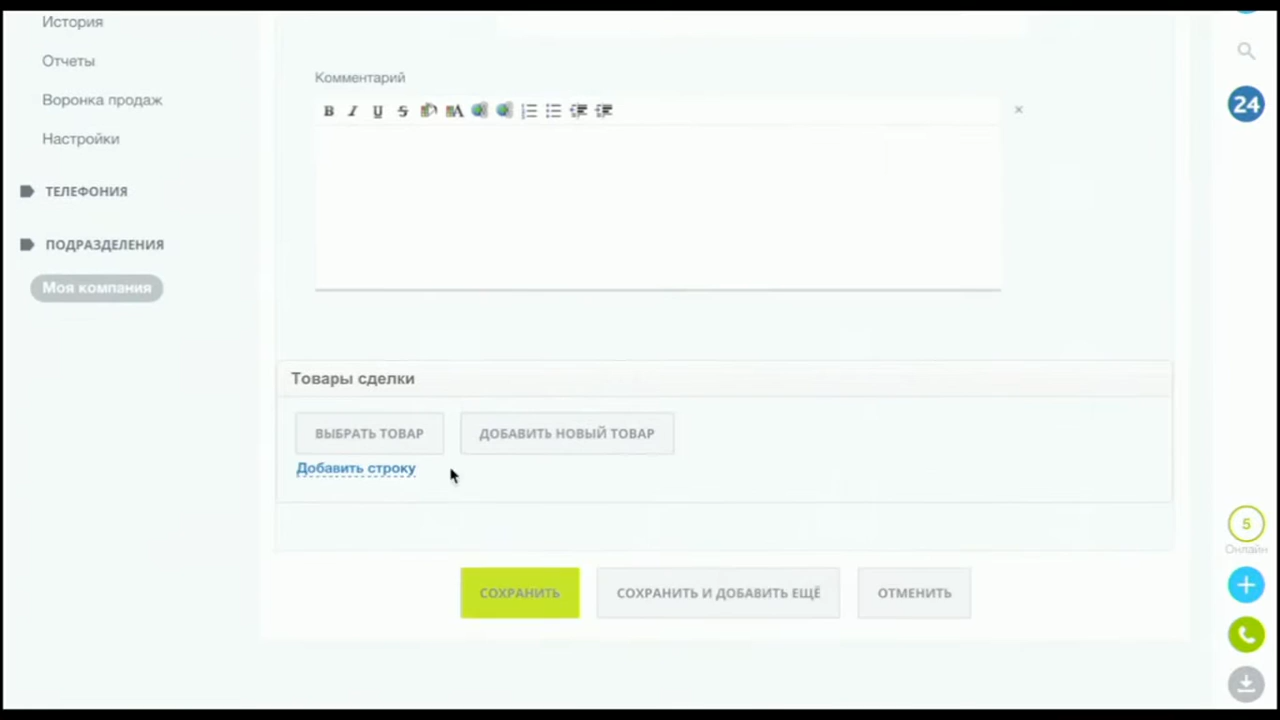 История
Отчеты
Воронка продаж
Настройки
ТЕЛЕФОНИЯ
ПОДРАЗДЕЛЕНИЯ
Моя компания
Комментарий
B I U S
Товары сделки
ВЫБРАТЬ ТОВАР ДОБАВИТЬ НОВЫЙ ТОВАР
Добавить строку
СОХРАНИТЬ СОХРАНИТЬ И ДОБАВИТЬ ЕЩЁ ОТМЕНИТЬ
24
5
Онлайн